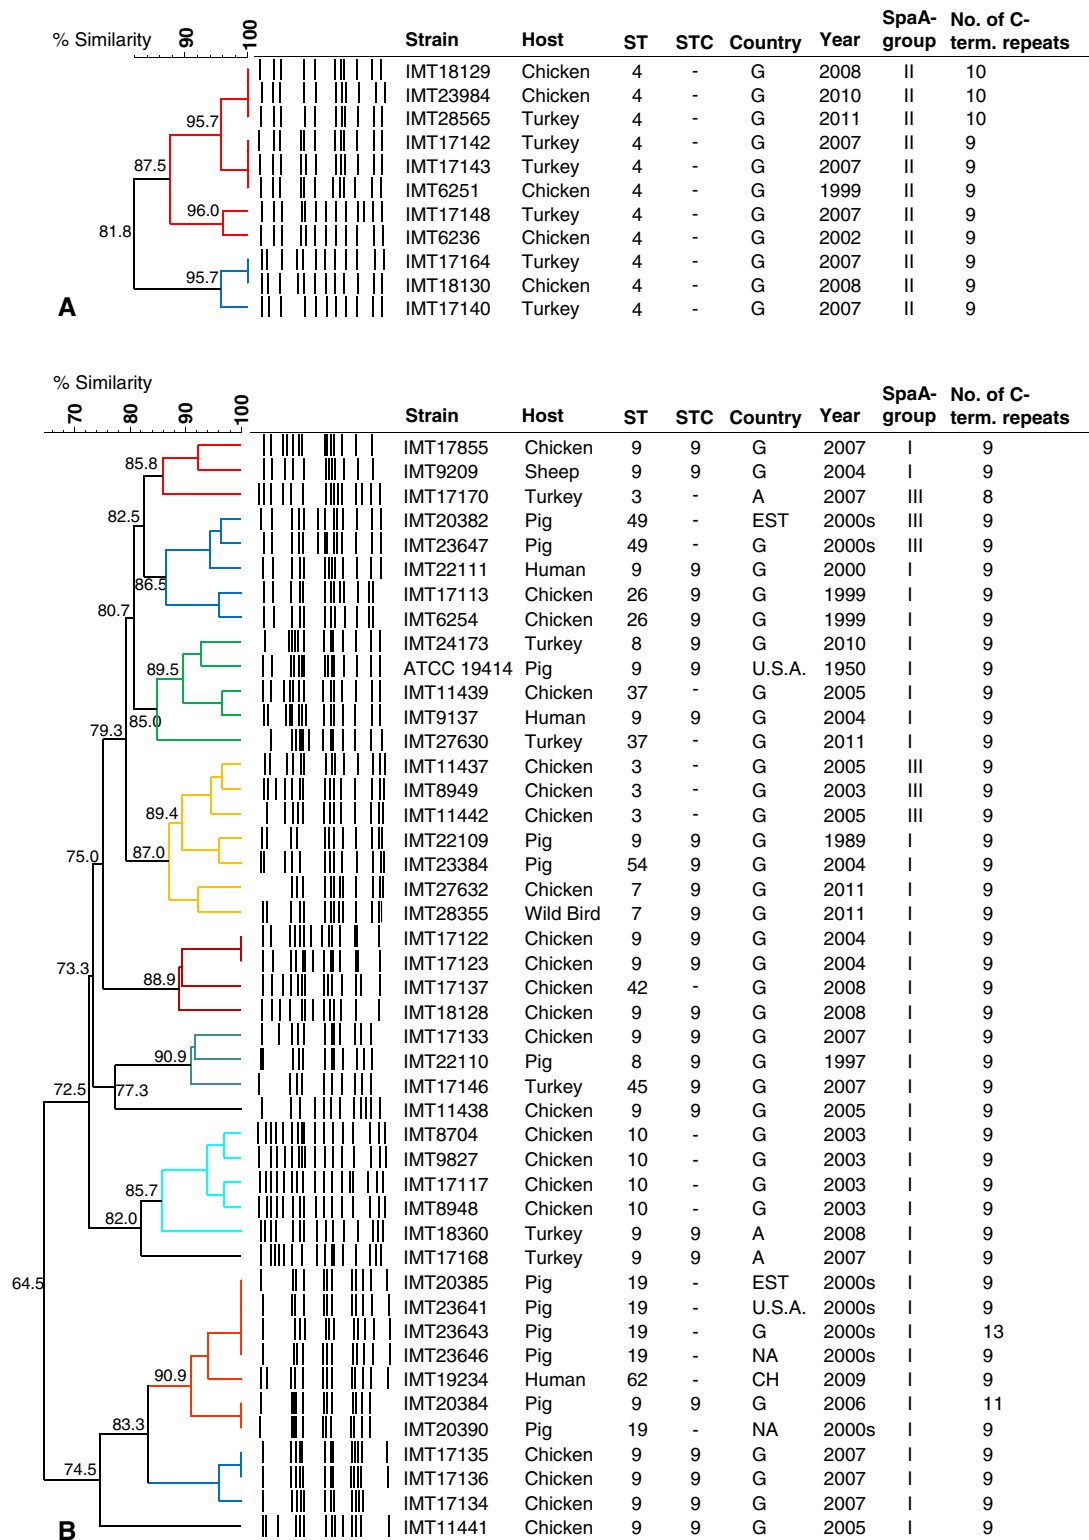 % Similarity 90 100 Strain Host ST STC Country Year SpaA-group No. of C-term. repeats
IMT18129 Chicken 4 - G 2008 II 10
IMT23984 Chicken 4 - G 2010 II 10
95.7 IMT28565 Turkey 4 - G 2011 II 10
IMT17142 Turkey 4 - G 2007 II 9
87.5 IMT17143 Turkey 4 - G 2007 II 9
IMT6251 Chicken 4 - G 1999 II 9
96.0 IMT17148 Turkey 4 - G 2007 II 9
81.8 IMT6236 Chicken 4 - G 2002 II 9
IMT17164 Turkey 4 - G 2007 II 9
95.7 IMT18130 Chicken 4 - G 2008 II 9
A IMT17140 Turkey 4 - G 2007 II 9
% Similarity 70 80 90 100 Strain Host ST STC Country Year SpaA-group No. of C-term. repeats
IMT17855 Chicken 9 9 G 2007 I 9
85.8 IMT9209 Sheep 9 9 G 2004 I 9
IMT17170 Turkey 3 - A 2007 III 8
82.5 IMT20382 Pig 49 - EST 2000s III 9
IMT23647 Pig 49 - G 2000s III 9
IMT22111 Human 9 9 G 2000 I 9
86.5 IMT17113 Chicken 26 9 G 1999 I 9
80.7 IMT6254 Chicken 26 9 G 1999 I 9
IMT24173 Turkey 8 9 G 2010 I 9
89.5 ATCC 19414 Pig 9 9 U.S.A. 1950 I 9
IMT11439 Chicken 37 - G 2005 I 9
85.0 IMT9137 Human 9 9 G 2004 I 9
79.3 IMT27630 Turkey 37 - G 2011 I 9
IMT11437 Chicken 3 - G 2005 III 9
IMT8949 Chicken 3 - G 2003 III 9
89.4 IMT11442 Chicken 3 - G 2005 III 9
IMT22109 Pig 9 9 G 1989 I 9
75.0 87.0 IMT23384 Pig 54 9 G 2004 I 9
IMT27632 Chicken 7 9 G 2011 I 9
IMT28355 Wild Bird 7 9 G 2011 I 9
IMT17122 Chicken 9 9 G 2004 I 9
73.3 IMT17123 Chicken 9 9 G 2004 I 9
88.9 IMT17137 Chicken 42 - G 2008 I 9
IMT18128 Chicken 9 9 G 2008 I 9
IMT17133 Chicken 9 9 G 2007 I 9
90.9 IMT22110 Pig 8 9 G 1997 I 9
72.5 77.3 IMT17146 Turkey 45 9 G 2007 I 9
IMT11438 Chicken 9 9 G 2005 I 9
IMT8704 Chicken 10 - G 2003 I 9
IMT9827 Chicken 10 - G 2003 I 9
85.7 IMT17117 Chicken 10 - G 2003 I 9
IMT8948 Chicken 10 - G 2003 I 9
82.0 IMT18360 Turkey 9 9 A 2008 I 9
IMT17168 Turkey 9 9 A 2007 I 9
64.5 IMT20385 Pig 19 - EST 2000s I 9
IMT23641 Pig 19 - U.S.A. 2000s I 9
IMT23643 Pig 19 - G 2000s I 13
IMT23646 Pig 19 - NA 2000s I 9
90.9 IMT19234 Human 62 - CH 2009 I 9
IMT20384 Pig 9 9 G 2006 I 11
83.3 IMT20390 Pig 19 - NA 2000s I 9
IMT17135 Chicken 9 9 G 2007 I 9
74.5 IMT17136 Chicken 9 9 G 2007 I 9
IMT17134 Chicken 9 9 G 2007 I 9
B IMT11441 Chicken 9 9 G 2005 I 9